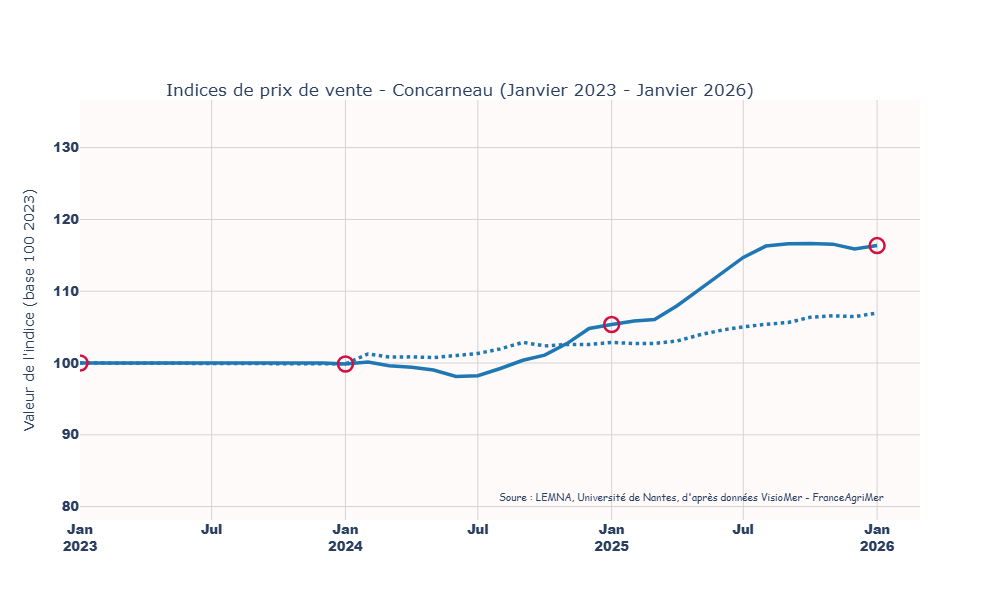 Indices de prix de vente - Concarneau (Janvier 2023 - Janvier 2026)
Valeur de l'indice (base 100 2023)
130
120
110
100
90
80
Soure : LEMNA, Université de Nantes, d'après données VisioMer - FranceAgriMer
Jan
2023
Jul
Jan
2024
Jul
Jan
2025
Jul
Jan
2026